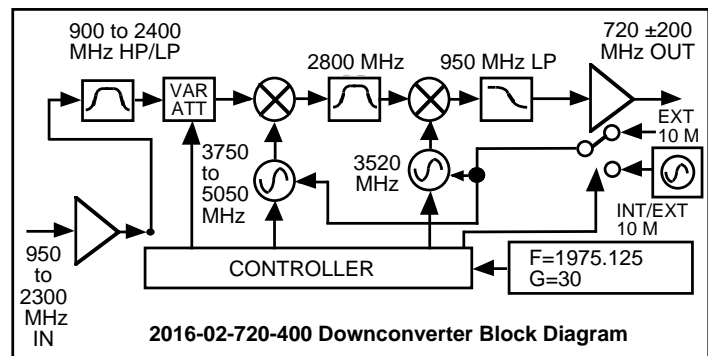 900 to 2400
MHz HP/LP
VAR
ATT
2800 MHz
950 MHz LP
720 ±200
MHz OUT
3750
to
5050
MHz
3520
MHz
EXT
10 M
INT/EXT
10 M
950
to
2300
MHz
IN
CONTROLLER
F=1975.125
G=30
2016-02-720-400 Downconverter Block Diagram